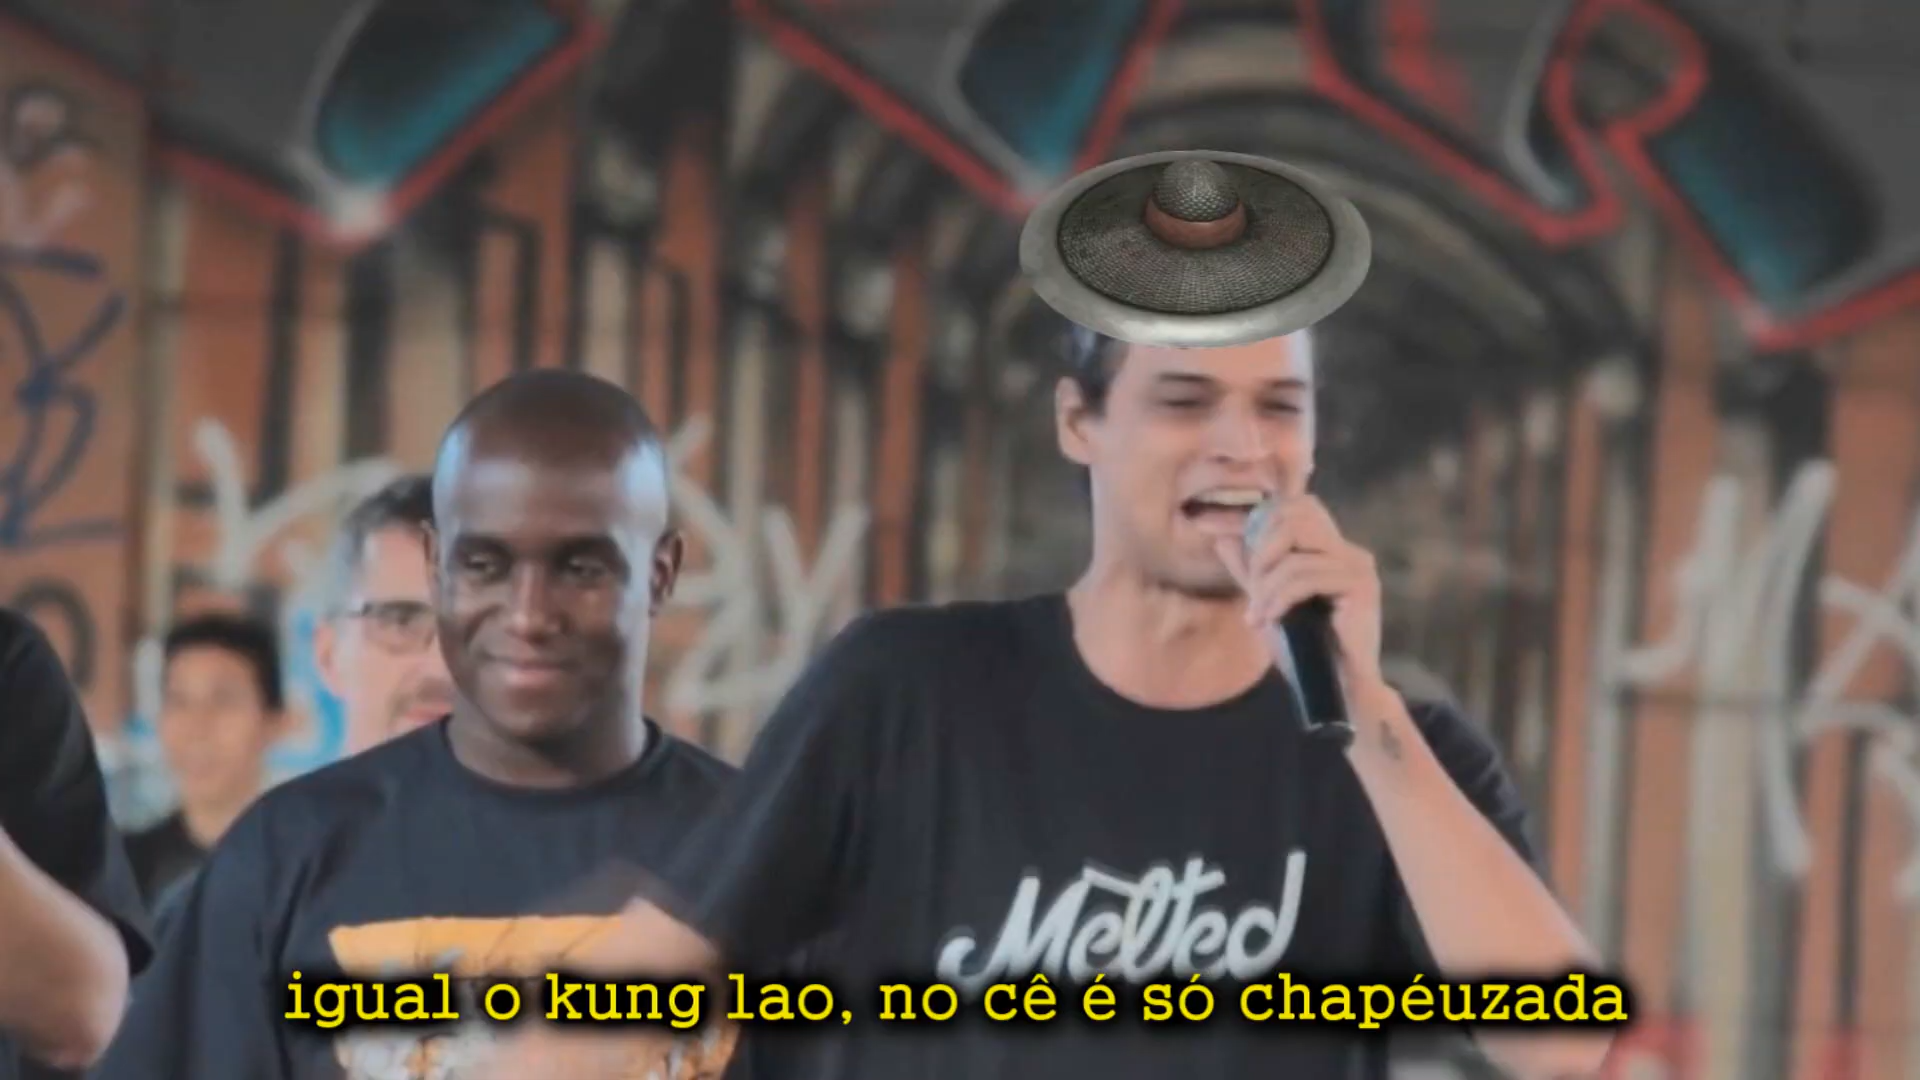 Melted
igual o kung lao, no cê é só chapéuzada